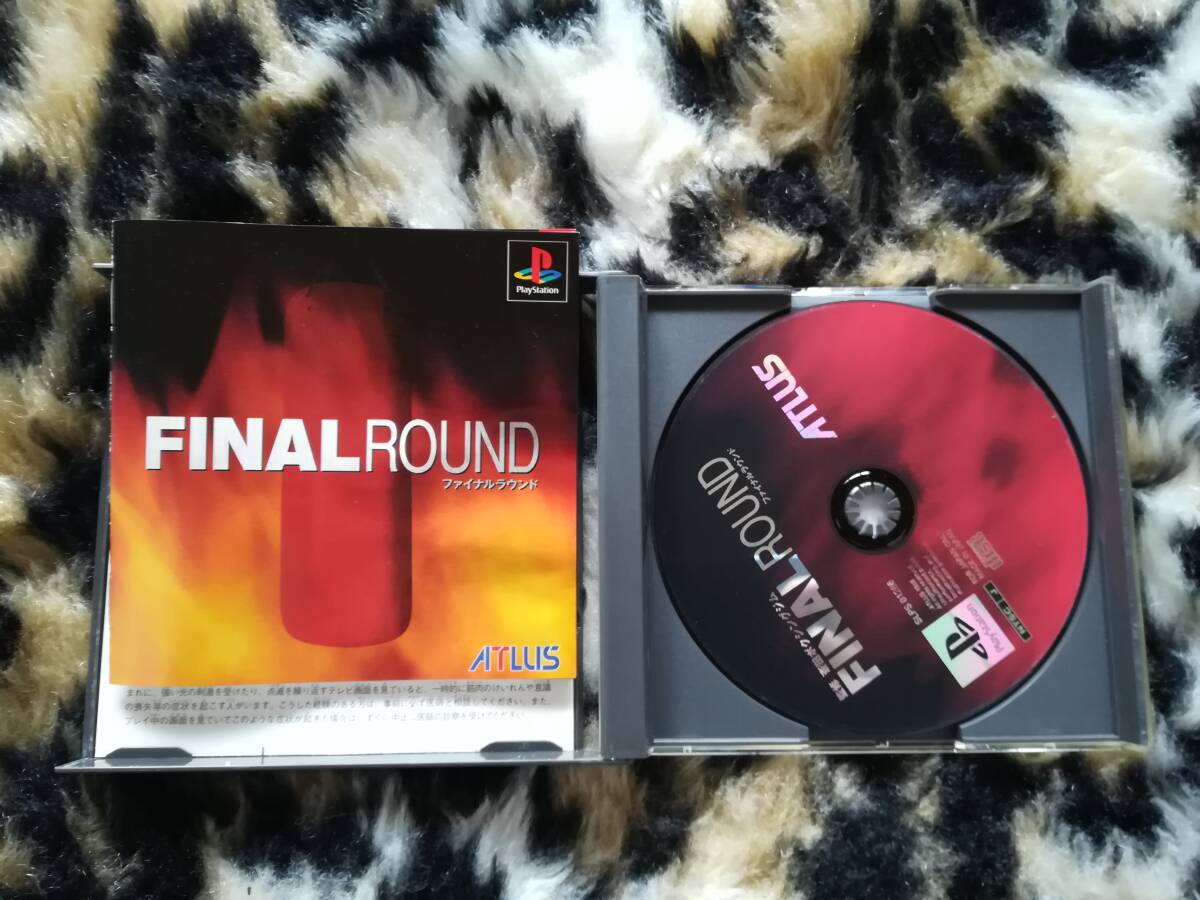 PlayStation
FINALROUND
ファイナルラウンド
ATLUS
まれに、強い光の刺激を受けたり、点滅を繰り返すテレビ画面を見ていると、一時的に筋肉のけいれんや意識
の喪失等の症状を起こす人がいます。こうした経験のある方は、事前に必ず医師と相談してください。また、
プレイ中の画面を見ていてこのような症状が起きた場合は、すぐに中止し医師の診察を受けてください。
ATLUS
FINALROUND
ファイナルラウンド
PlayStation
NTSC J